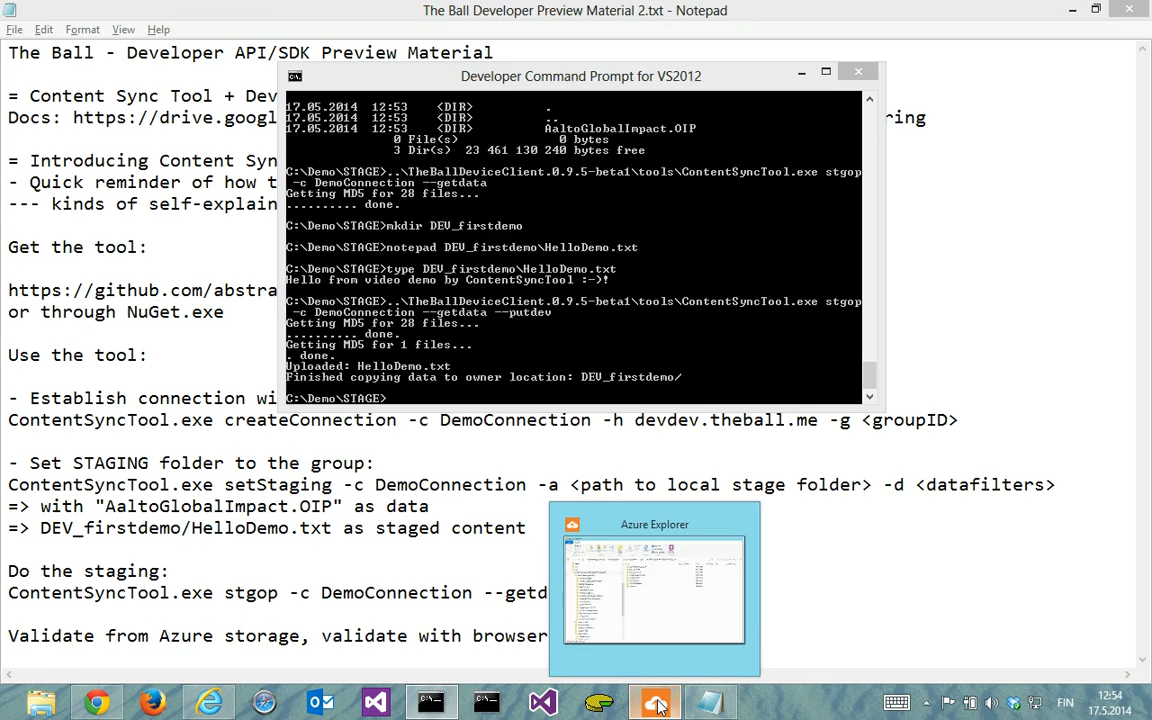 The Ball Developer Preview Material 2.txt - Notepad
File Edit Format View Help
The Ball - Developer API/SDK Preview Material
Developer Command Prompt for VS2012
= Content Sync Tool + Dev
Docs: https://drive.googl
ring
= Introducing Content Syn
- Quick reminder of how t
--- kinds of self-explain
Get the tool:
https://github.com/abstra
or through NuGet.exe
Use the tool:
- Establish connection wi
17.05.2014 12:53 <DIR> .
17.05.2014 12:53 <DIR> ..
17.05.2014 12:53 <DIR> AaltoGlobalImpact.OIP
0 File(s) 0 bytes
3 Dir(s) 23 461 130 240 bytes free
C:\Demo\STAGE>..\TheBallDeviceClient.0.9.5-beta1\tools\ContentSyncTool.exe stgop
-c DemoConnection --getdata
Getting MD5 for 28 files...
.......... done.
C:\Demo\STAGE>mkdir DEV_firstdemo
C:\Demo\STAGE>notepad DEV_firstdemo\HelloDemo.txt
C:\Demo\STAGE>type DEV_firstdemo\HelloDemo.txt
Hello from video demo by ContentSyncTool :-)!
C:\Demo\STAGE>..\TheBallDeviceClient.0.9.5-beta1\tools\ContentSyncTool.exe stgop
-c DemoConnection --getdata --putdev
Getting MD5 for 28 files...
.......... done.
Getting MD5 for 1 files...
. done.
Uploaded: HelloDemo.txt
Finished copying data to owner location: DEV_firstdemo/
C:\Demo\STAGE>
ContentSyncTool.exe createConnection -c DemoConnection -h devdev.theball.me -g <groupID>
- Set STAGING folder to the group:
ContentSyncTool.exe setStaging -c DemoConnection -a <path to local stage folder> -d <datafilters>
=> with "AaltoGlobalImpact.OIP" as data
=> DEV_firstdemo/HelloDemo.txt as staged content
Azure Explorer
Do the staging:
ContentSyncTool.exe stgop -c DemoConnection --getd
Validate from Azure storage, validate with browser
FIN
12:54
17.5.2014